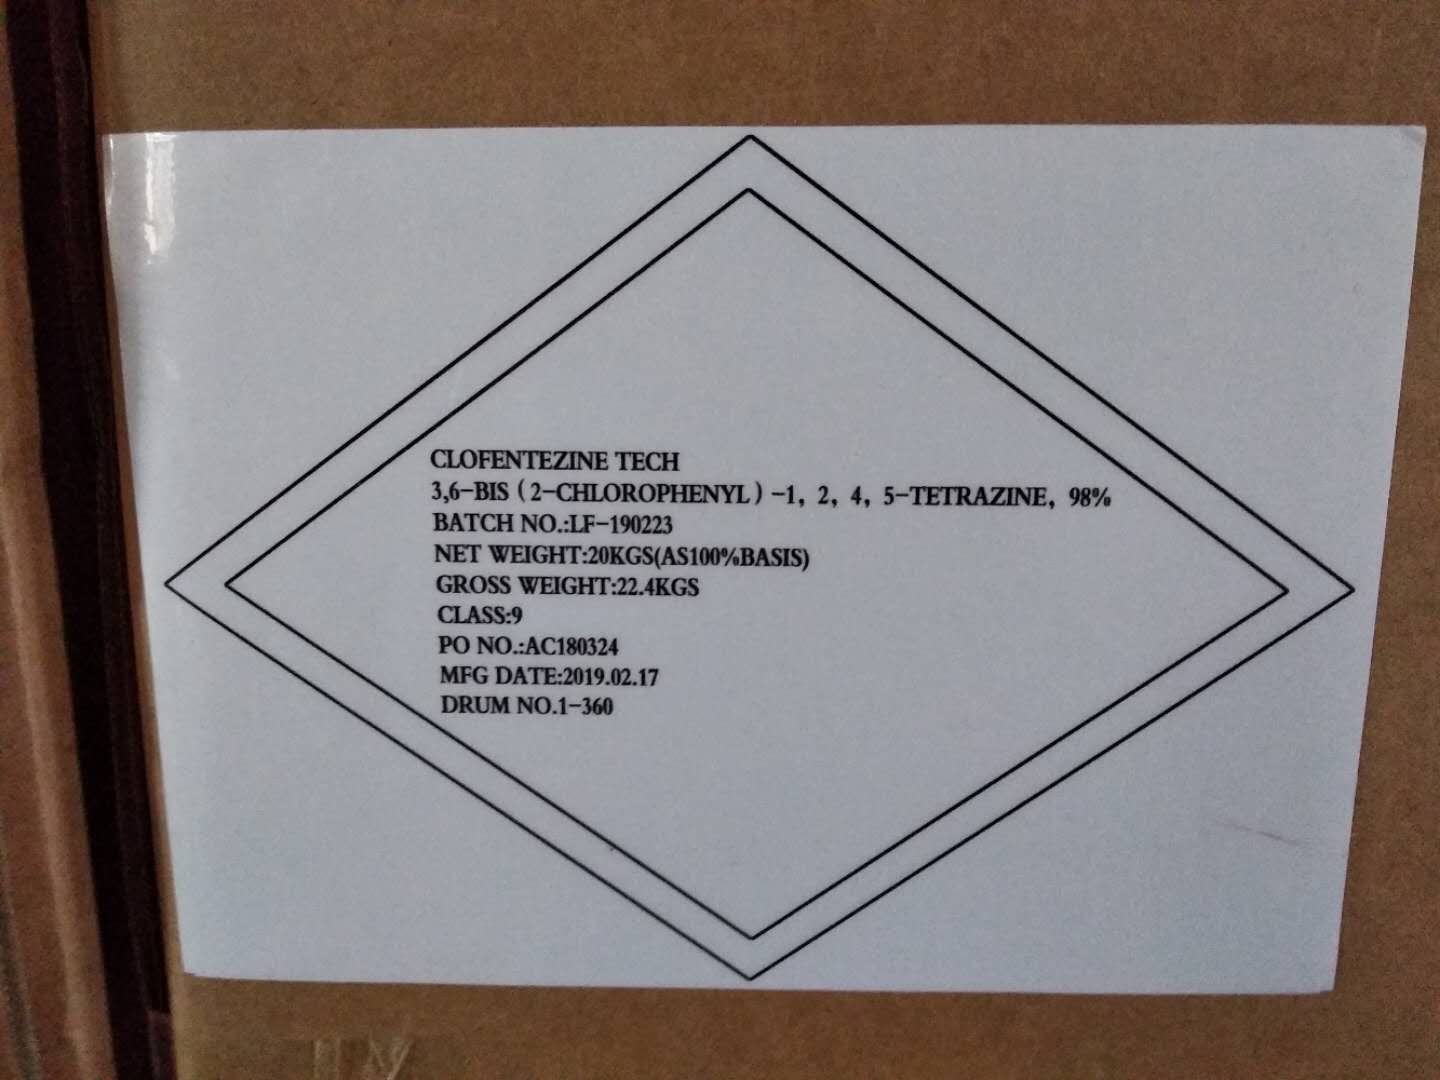 CLOFENTEZINE TECH
3,6-BIS（2-CHLOROPHENYL）-1，2，4，5-TETRAZINE，98%
BATCH NO.:LF-190223
NET WEIGHT:20KGS(AS100%BASIS)
GROSS WEIGHT:22.4KGS
CLASS:9
PO NO.:AC180324
MFG DATE:2019.02.17
DRUM NO.1-360